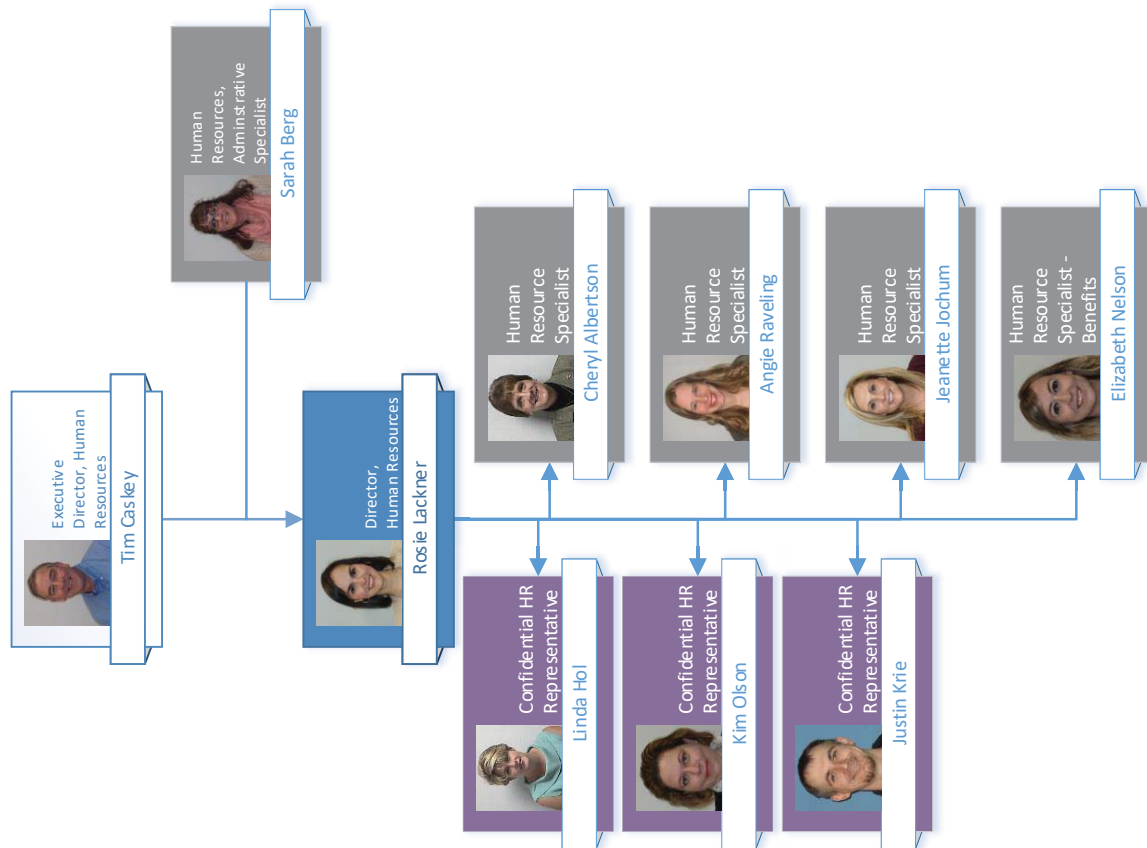 Executive
Director, Human
Resources
Tim Caskey
Human
Resources,
Adminstrative
Specialist
Sarah Berg
Director,
Human Resources
Rosie Lackner
Confidential HR
Representative
Linda Hol
Human
Resource
Specialist
Cheryl Albertson
Confidential HR
Representative
Kim Olson
Human
Resource
Specialist
Angie Raveling
Confidential HR
Representative
Justin Krie
Human
Resource
Specialist
Jeanette Jochum
Human
Resource
Specialist -
Benefits
Elizabeth Nelson